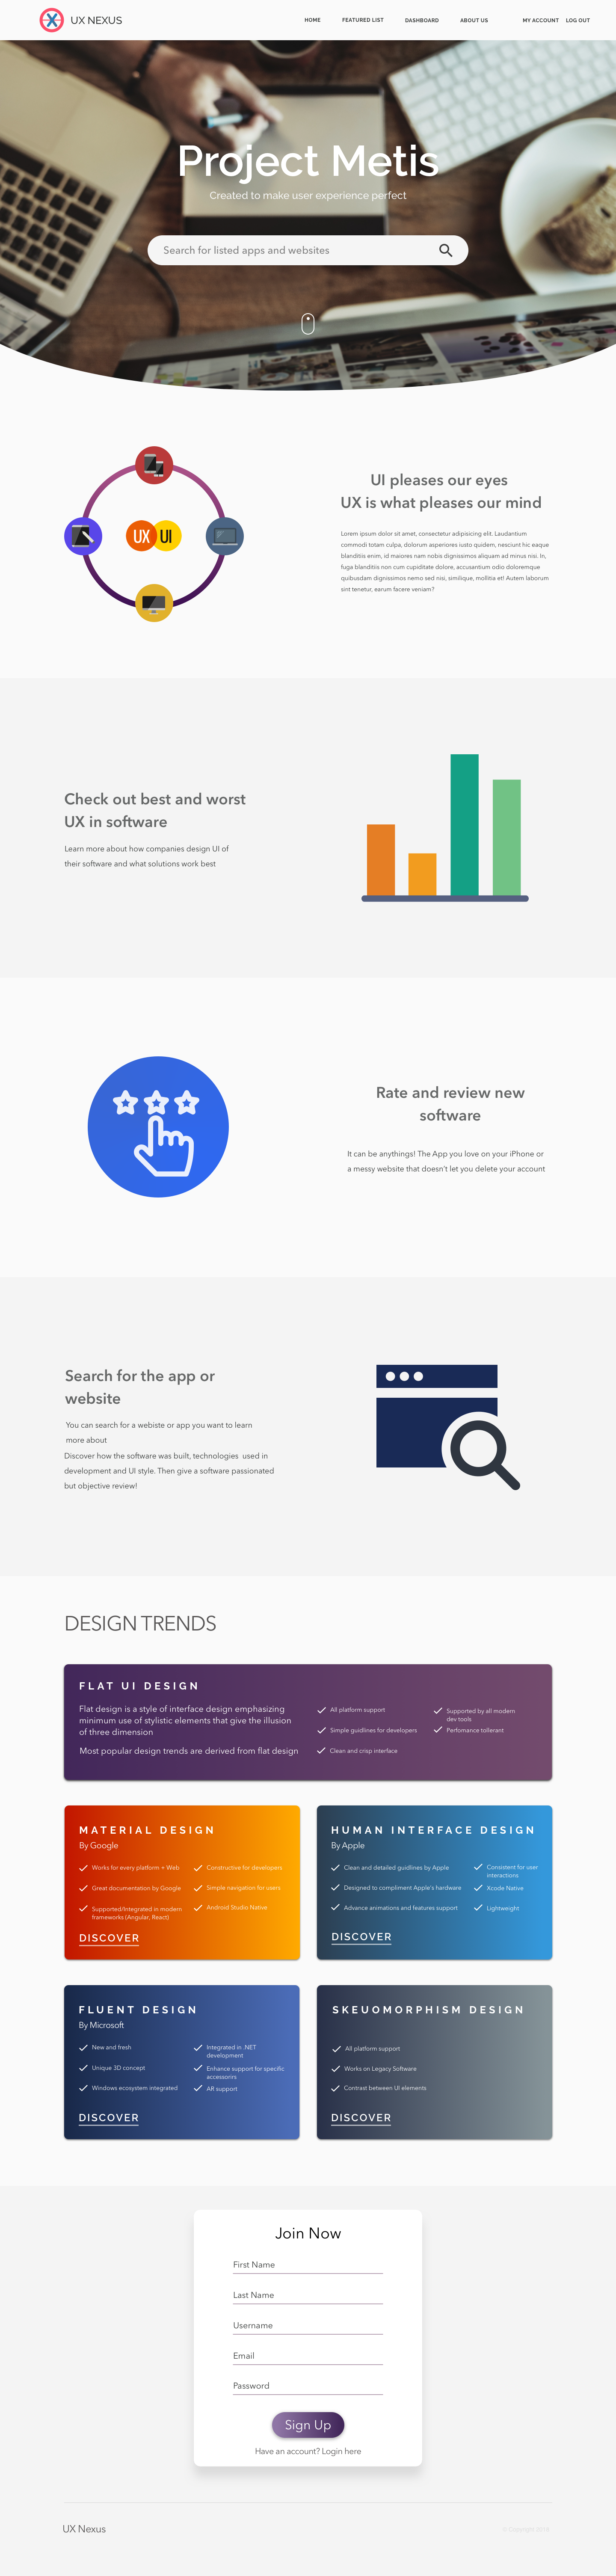 UX NEXUS
HOME
FEATURED LIST
DASHBOARD
ABOUT US
MY ACCOUNT
LOG OUT
Project Metis
Created to make user experience perfect
Search for listed apps and websites
UX UI
UI pleases our eyes
UX is what pleases our mind
Lorem ipsum dolor sit amet, consectetur adipisicing elit. Laudantium
commodi totam culpa, dolorum asperiores iusto quidem, nesciunt hic eaque
blanditiis enim, id maiores nam nobis dignissimos aliquam ad minus nisi. In,
fuga blanditiis non cum cupiditate dolore, accusantium odio doloremque
quibusdam dignissimos nemo sed nisi, similique, mollitia et! Autem laborum
sint tenetur, earum facere veniam?
Check out best and worst
UX in software
Learn more about how companies design UI of
their software and what solutions work best
Rate and review new
software
It can be anythings! The App you love on your iPhone or
a messy website that doesn't let you delete your account
Search for the app or
website
You can search for a webiste or app you want to learn
more about
Discover how the software was built, technologies used in
development and UI style. Then give a software passionated
but objective review!
DESIGN TRENDS
FLAT UI DESIGN
Flat design is a style of interface design emphasizing
minimum use of stylistic elements that give the illusion
of three dimension
Most popular design trends are derived from flat design
All platform support
Simple guidlines for developers
Clean and crisp interface
Supported by all modern
dev tools
Perfomance tollerant
MATERIAL DESIGN
By Google
Works for every platform + Web
Great documentation by Google
Supported/Integrated in modern
frameworks (Angular, React)
Constructive for developers
Simple navigation for users
Android Studio Native
DISCOVER
HUMAN INTERFACE DESIGN
By Apple
Clean and detailed guidlines by Apple
Designed to compliment Apple's hardware
Advance animations and features support
Consistent for user
interactions
Xcode Native
Lightweight
DISCOVER
FLUENT DESIGN
By Microsoft
New and fresh
Unique 3D concept
Windows ecosystem integrated
Integrated in .NET
development
Enhance support for specific
accessorirs
AR support
DISCOVER
SKEUOMORPHISM DESIGN
All platform support
Works on Legacy Software
Contrast between UI elements
DISCOVER
Join Now
First Name
Last Name
Username
Email
Password
Sign Up
Have an account? Login here
UX Nexus
© Copyright 2018